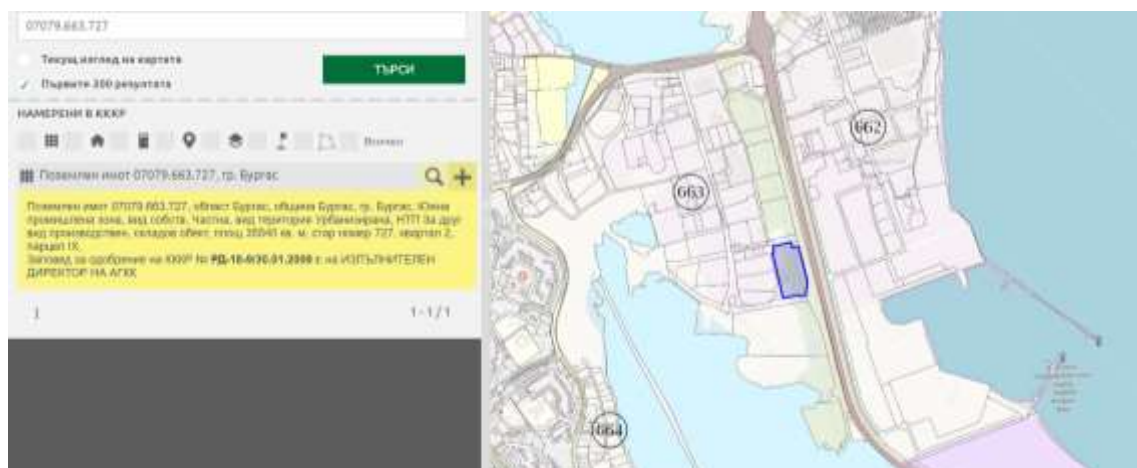 07079.663.727
Текущ изглед на картата
Първите 200 резултата
ТЪРСИ
НАМЕРЕНИ В КККР
Всички
Поземлен имот 07079.663.727, гр. Бургас
Поземлен имот 07079.663.727, област Бургас, община Бургас, гр. Бургас, Южна
промишлена зона, вид собств. Частна, вид територия Урбанизирана, НТП За друг
вид производствен, складов обект, площ кв. м, стар номер 727, квартал 2,
парцел IX,
Заповед за одобрение на КККР № РД-18-9/30.01.2009 г. на ИЗПЪЛНИТЕЛЕН
ДИРЕКТОР НА АГКК
1
1-1/1
662
663
664